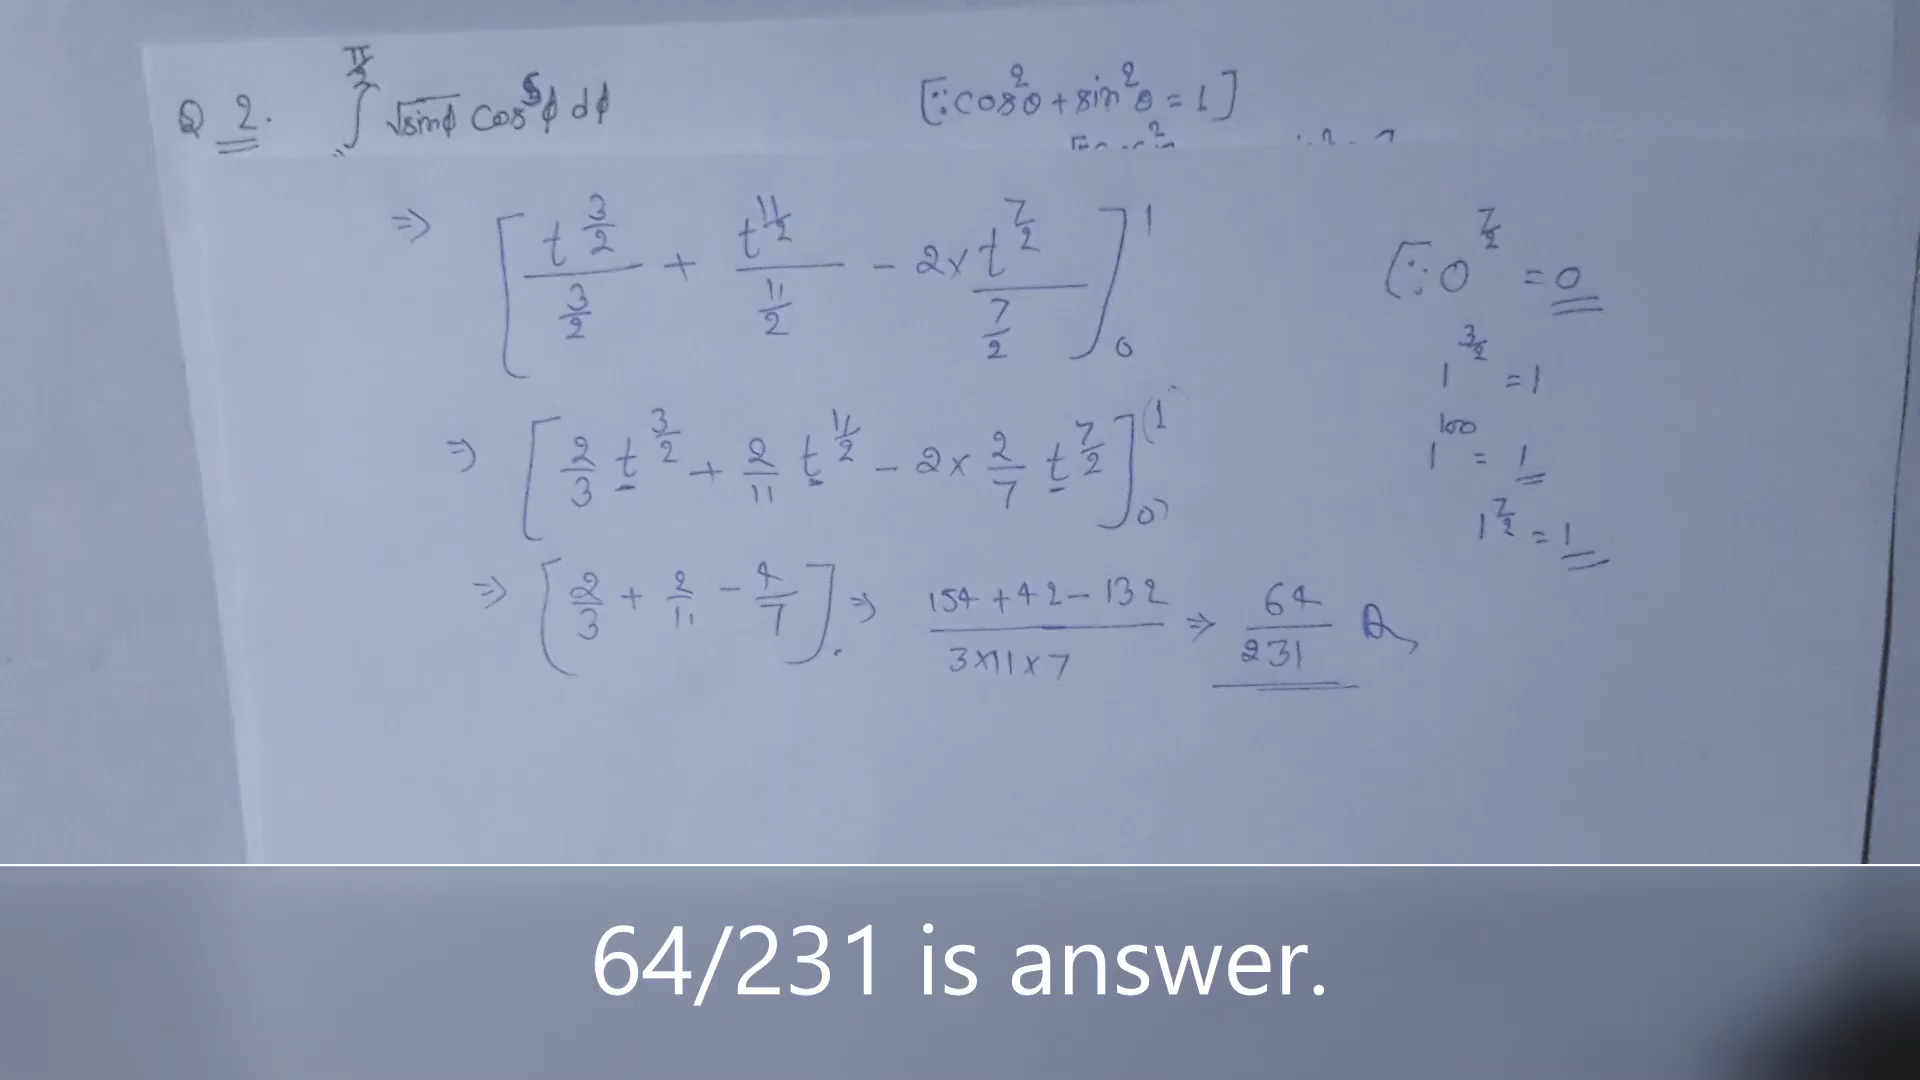 Q 2. ∫ π/2 √sinϕ cos⁵ϕ dϕ [∵cos²θ + sin²θ = 1]
⇒ [ t^(3/2) / (3/2) + t^(11/2) / (11/2) - 2 × t^(7/2) / (7/2) ]₀¹ [∵ 0^(7/2) = 0
1^(3/2) = 1
⇒ [ 2/3 t^(3/2) + 2/11 t^(11/2) - 2 × 2/7 t^(7/2) ]₀¹ 1^100 = 1
1^(7/2) = 1
⇒ [ 2/3 + 2/11 - 4/7 ]. ⇒ (154 + 42 - 132) / (3×11×7) ⇒ 64/231
64/231 is answer.